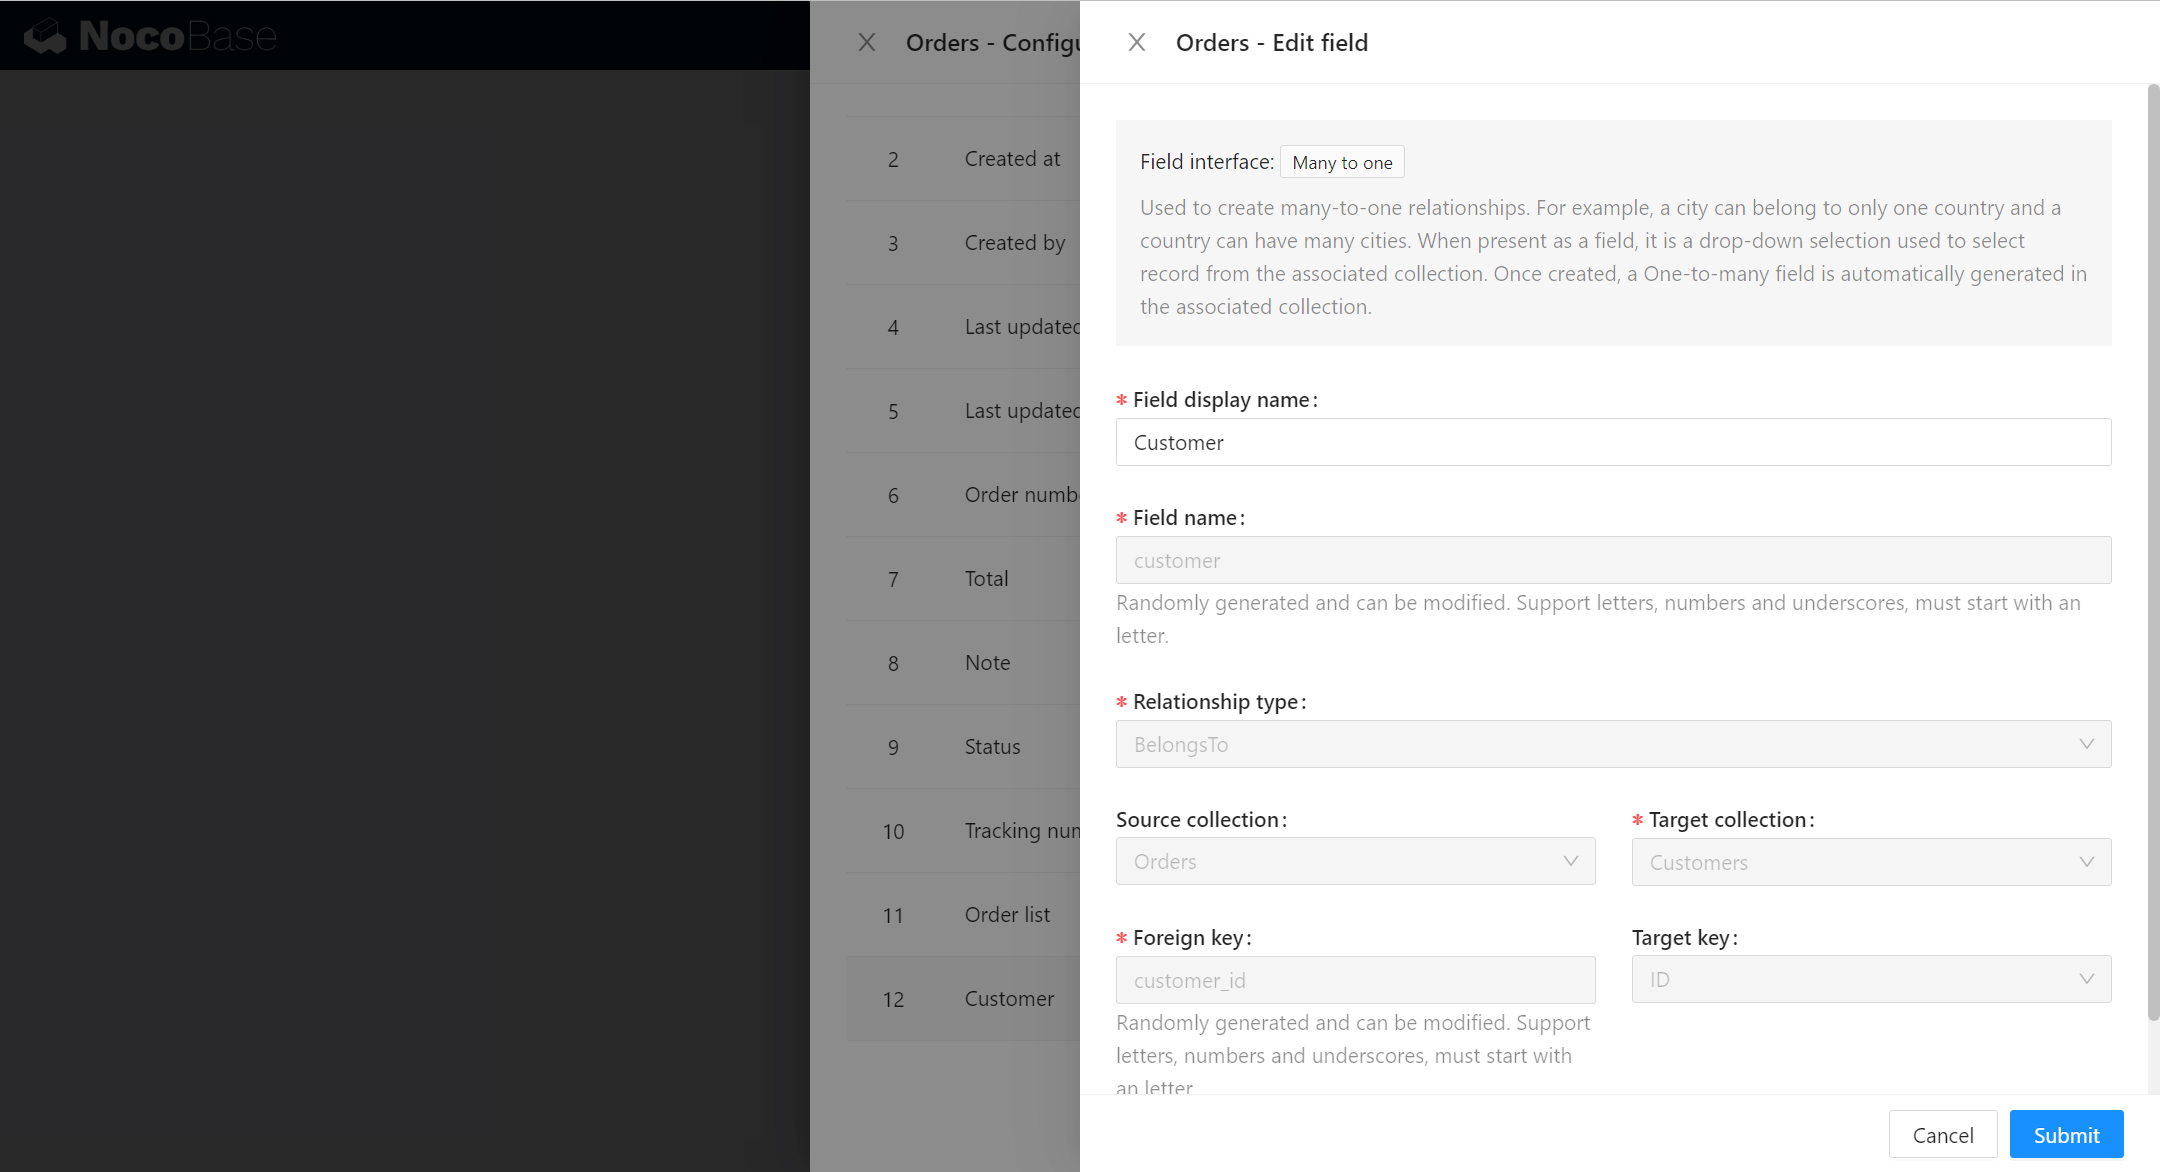 NocoBase
Orders - Configu
Orders - Edit field
2 Created at
3 Created by
4 Last updated
5 Last updated
6 Order numb
7 Total
8 Note
9 Status
10 Tracking num
11 Order list
12 Customer
Field interface: Many to one
Used to create many-to-one relationships. For example, a city can belong to only one country and a
country can have many cities. When present as a field, it is a drop-down selection used to select
record from the associated collection. Once created, a One-to-many field is automatically generated in
the associated collection.
* Field display name:
Customer
* Field name:
customer
Randomly generated and can be modified. Support letters, numbers and underscores, must start with an
letter.
* Relationship type:
BelongsTo
Source collection:
Orders
* Target collection:
Customers
* Foreign key:
customer_id
Randomly generated and can be modified. Support
letters, numbers and underscores, must start with
an letter
Target key:
ID
Cancel
Submit